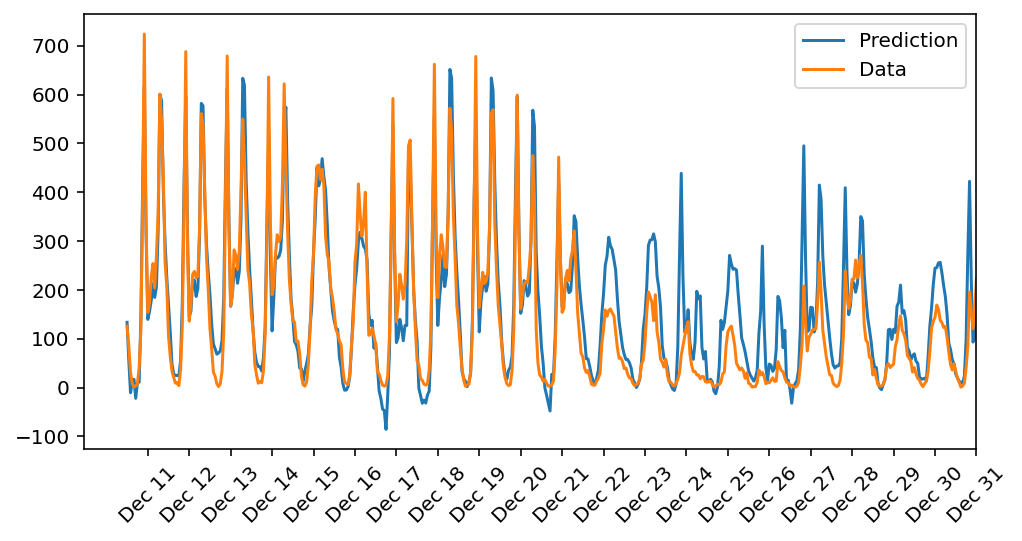 700
600
500
400
300
200
100
0
−100
Prediction
Data
Dec 11
Dec 12
Dec 13
Dec 14
Dec 15
Dec 16
Dec 17
Dec 18
Dec 19
Dec 20
Dec 21
Dec 22
Dec 23
Dec 24
Dec 25
Dec 26
Dec 27
Dec 28
Dec 29
Dec 30
Dec 31